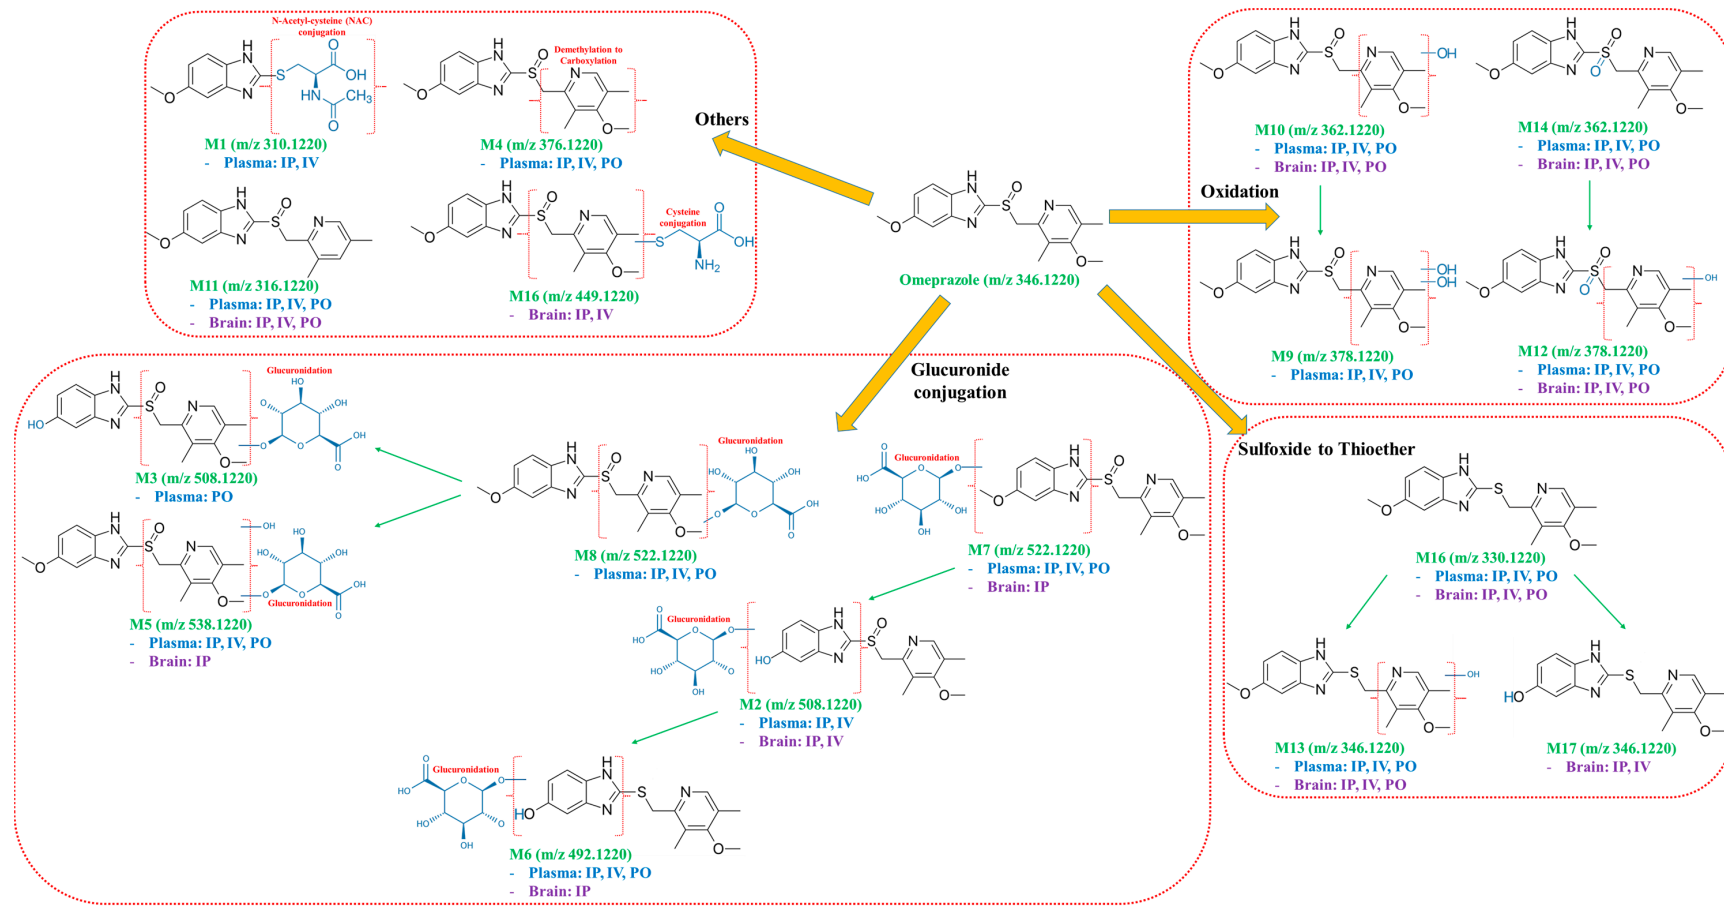 N-Acetyl-cysteine (NAC)
conjugation
Demethylation to
Carboxylation
M1 (m/z 310.1220)
- Plasma: IP, IV
M4 (m/z 376.1220)
- Plasma: IP, IV, PO
Others
Cysteine
conjugation
M11 (m/z 316.1220)
- Plasma: IP, IV, PO
- Brain: IP, IV, PO
M16 (m/z 449.1220)
- Brain: IP, IV
Omeprazole (m/z 346.1220)
Oxidation
M10 (m/z 362.1220)
- Plasma: IP, IV, PO
- Brain: IP, IV, PO
M14 (m/z 362.1220)
- Plasma: IP, IV, PO
- Brain: IP, IV, PO
M9 (m/z 378.1220)
- Plasma: IP, IV, PO
M12 (m/z 378.1220)
- Plasma: IP, IV, PO
- Brain: IP, IV, PO
Glucuronide
conjugation
Glucuronidation
M3 (m/z 508.1220)
- Plasma: PO
Glucuronidation
M5 (m/z 538.1220)
- Plasma: IP, IV, PO
- Brain: IP
Glucuronidation
M8 (m/z 522.1220)
- Plasma: IP, IV, PO
Glucuronidation
M7 (m/z 522.1220)
- Plasma: IP, IV, PO
- Brain: IP
Glucuronidation
M2 (m/z 508.1220)
- Plasma: IP, IV
- Brain: IP, IV
Glucuronidation
M6 (m/z 492.1220)
- Plasma: IP, IV, PO
- Brain: IP
Sulfoxide to Thioether
M16 (m/z 330.1220)
- Plasma: IP, IV, PO
- Brain: IP, IV, PO
M13 (m/z 346.1220)
- Plasma: IP, IV, PO
- Brain: IP, IV, PO
M17 (m/z 346.1220)
- Brain: IP, IV